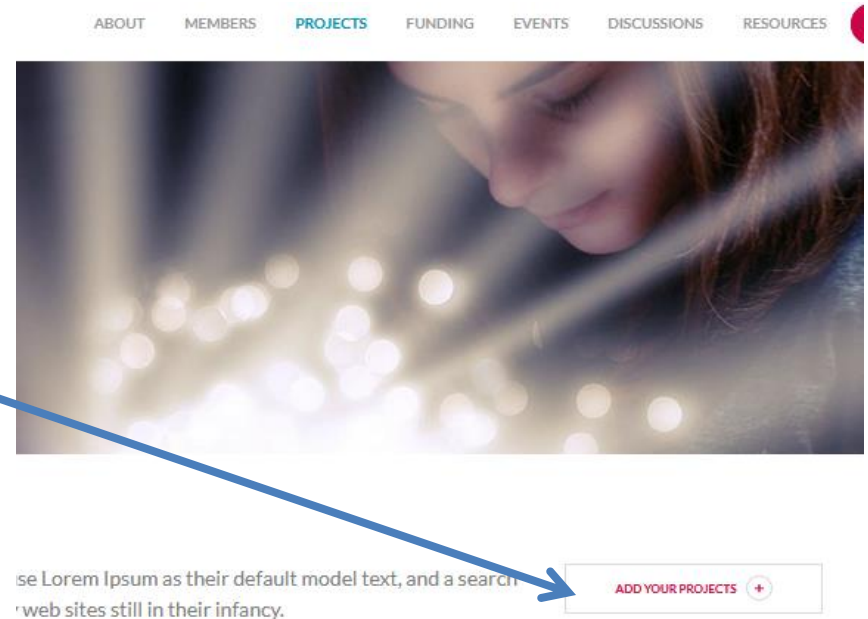 ABOUT MEMBERS PROJECTS FUNDING EVENTS DISCUSSIONS RESOURCES
se Lorem Ipsum as their default model text, and a search
web sites still in their infancy.
ADD YOUR PROJECTS +